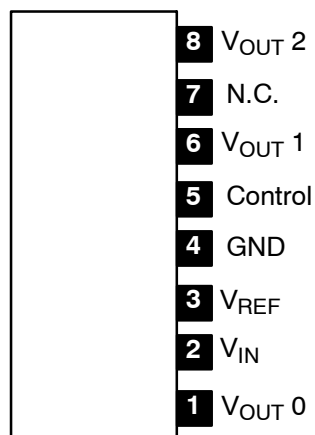 8 VOUT 2
7 N.C.
6 VOUT 1
5 Control
4 GND
3 VREF
2 VIN
1 VOUT 0